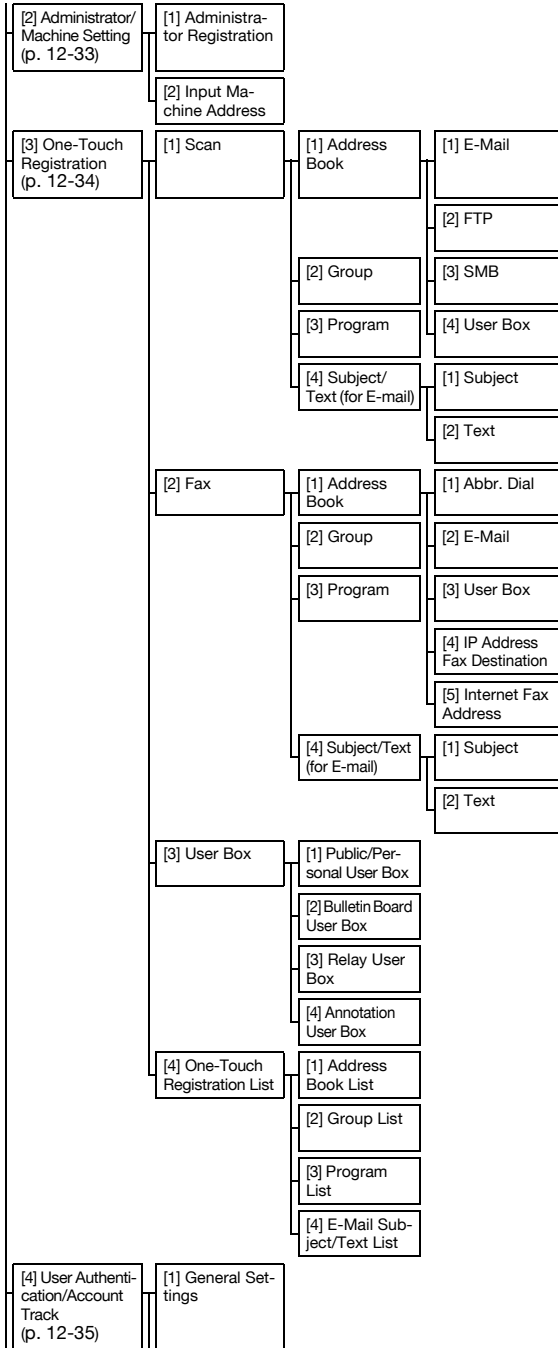 [2] Administrator/
Machine Setting
(p. 12-33)
[1] Administra-
tor Registration
[2] Input Ma-
chine Address
[3] One-Touch
Registration
(p. 12-34)
[1] Scan
[1] Address
Book
[1] E-Mail
[2] FTP
[2] Group
[3] SMB
[3] Program
[4] User Box
[4] Subject/
Text (for E-mail)
[1] Subject
[2] Text
[2] Fax
[1] Address
Book
[1] Abbr. Dial
[2] Group
[2] E-Mail
[3] Program
[3] User Box
[4] IP Address
Fax Destination
[5] Internet Fax
Address
[4] Subject/Text
(for E-mail)
[1] Subject
[2] Text
[3] User Box
[1] Public/Per-
sonal User Box
[2] Bulletin Board
User Box
[3] Relay User
Box
[4] Annotation
User Box
[4] One-Touch
Registration List
[1] Address
Book List
[2] Group List
[3] Program
List
[4] E-Mail Sub-
ject/Text List
[4] User Authenti-
cation/Account
Track
(p. 12-35)
[1] General Set-
tings